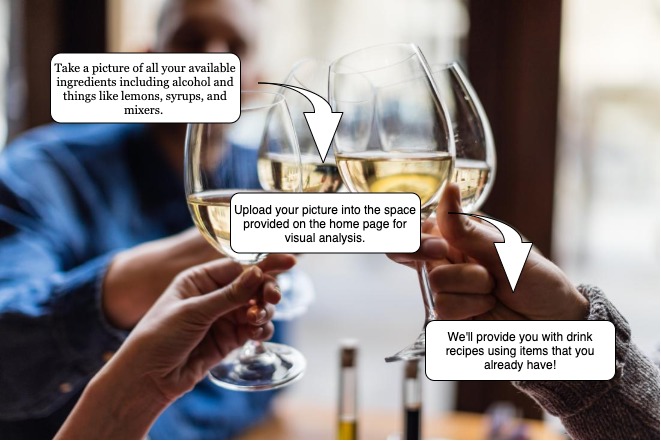 Take a picture of all your available
ingredients including alcohol and
things like lemons, syrups, and
mixers.
Upload your picture into the space
provided on the home page for
visual analysis.
We'll provide you with drink
recipes using items that you
already have!